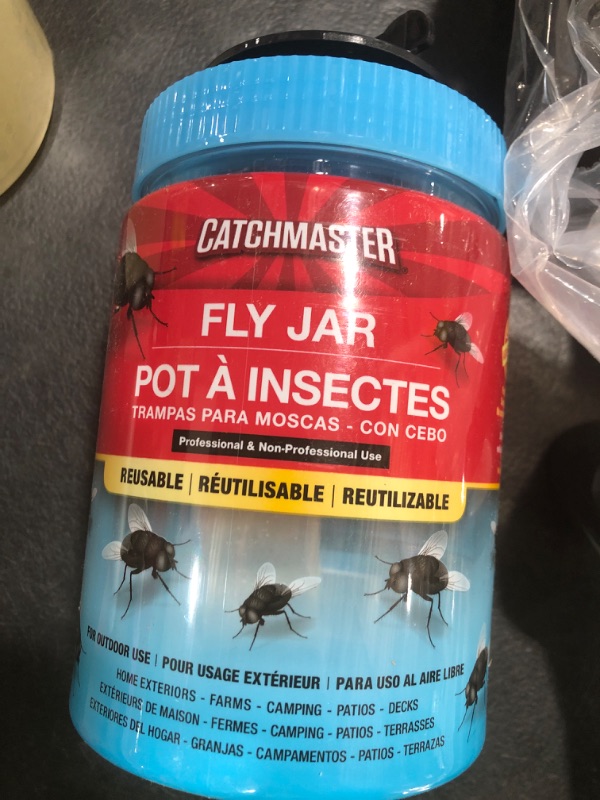 CATCHMASTER
FLY JAR
POT À INSECTES
TRAMPAS PARA MOSCAS - CON CEBO
Professional & Non-Professional Use
REUSABLE | RÉUTILISABLE | REUTILIZABLE
FOR OUTDOOR USE | POUR USAGE EXTÉRIEUR | PARA USO AL AIRE LIBRE
HOME EXTERIORS - FARMS - CAMPING - PATIOS - DECKS
EXTÉRIEURS DE MAISON - FERMES - CAMPING - PATIOS - TERRASSES
EXTERIORES DEL HOGAR - GRANJAS - CAMPAMENTOS - PATIOS - TERRAZAS